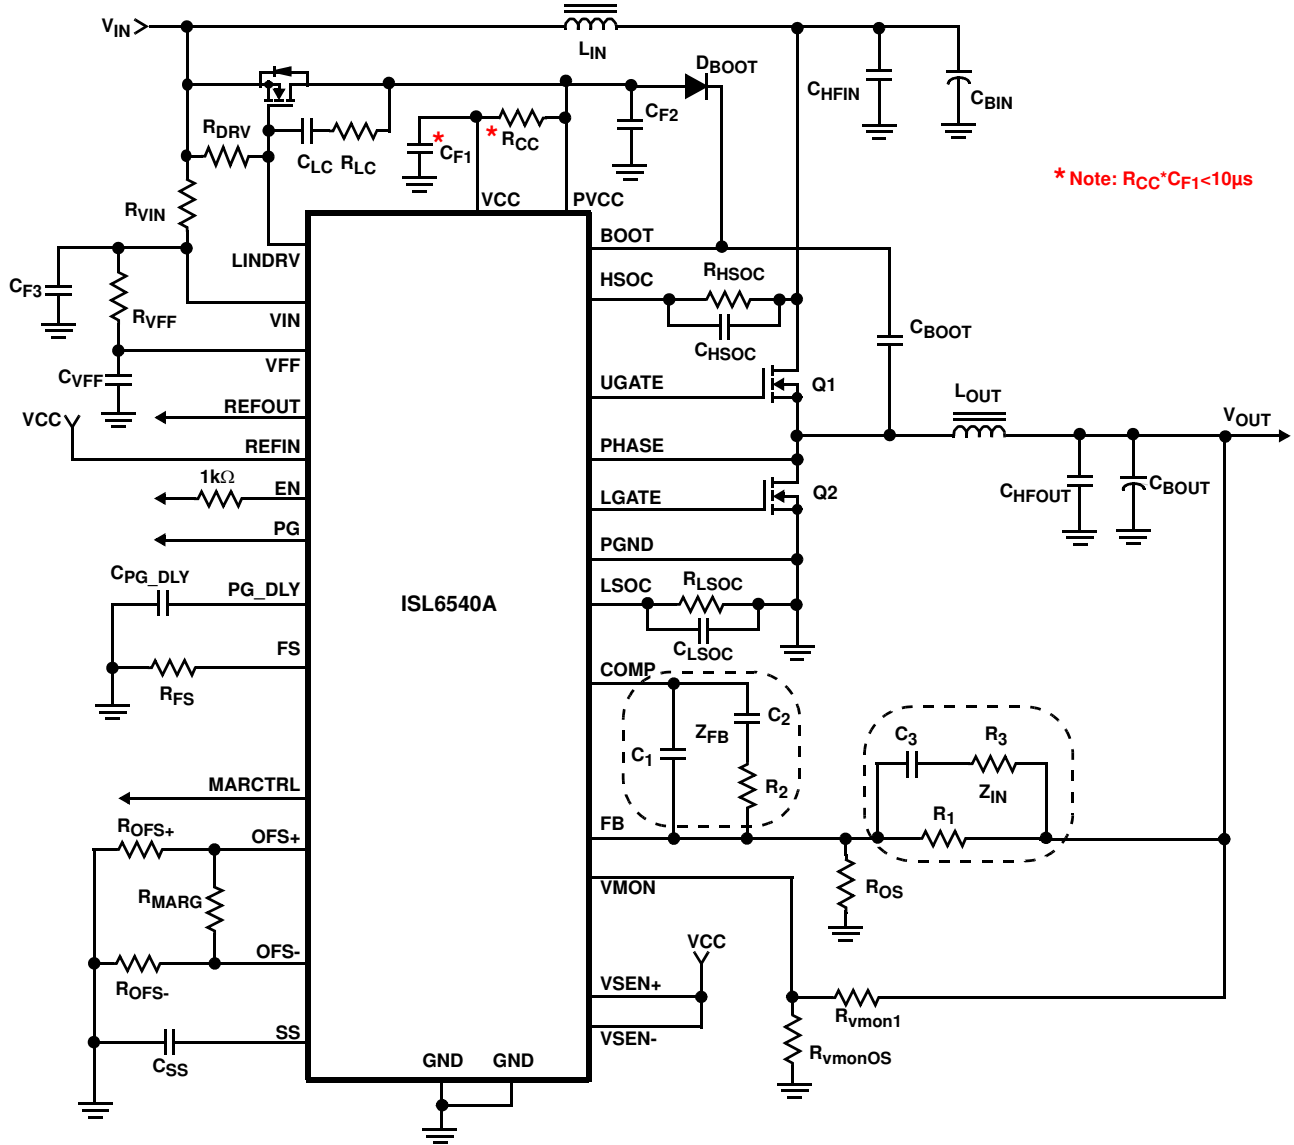 VIN
LIN
DBOOT
CHFIN
CBIN
RDRV
CLC
RLC
* CF1
* RCC
CF2
* Note: RCC*CF1<10µs
RVIN
VCC
PVCC
BOOT
LINDRV
HSOC
RHSOC
CF3
RVFF
VIN
CHSOC
CBOOT
VFF
CVFF
UGATE
Q1
LOUT
REFOUT
VCC
VOUT
REFIN
PHASE
1kΩ
EN
LGATE
Q2
CHFOUT
CBOUT
PG
PGND
CPG_DLY
PG_DLY
LSOC
RLSOC
ISL6540A
CLSOC
FS
RFS
COMP
C2
ZFB
C1
R2
C3
R3
ZIN
R1
MARCTRL
FB
ROFS+
OFS+
RMARG
VMON
ROS
OFS-
ROFS-
VCC
VSEN+
Rvmon1
SS
CSS
VSEN-
RvmonOS
GND
GND